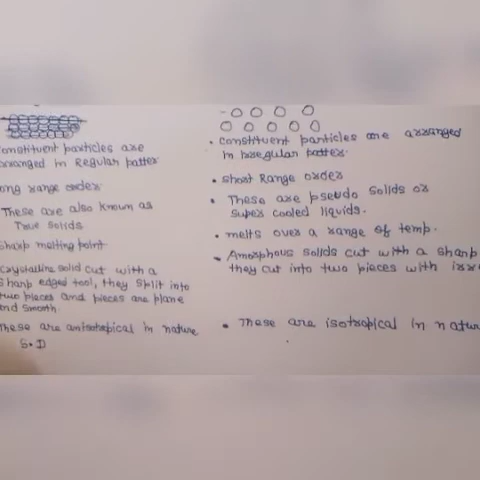 onstituent particles are
rranged in Regular patter
ong range order
These are also known as
True solids
sharp melting point
crystalline solid cut with a
sharp edged tool, they split into
two pieces and pieces are plane
and smooth
These are anisotropical in nature
S.D
• constituent particles are arranged
in Irregular patter.
• short Range order
• These are pseudo solids or
super cooled liquids.
• melts over a range of temp.
• Amorphous solids cut with a sharp
they cut into two pieces with irre
• These are isotropical in natur